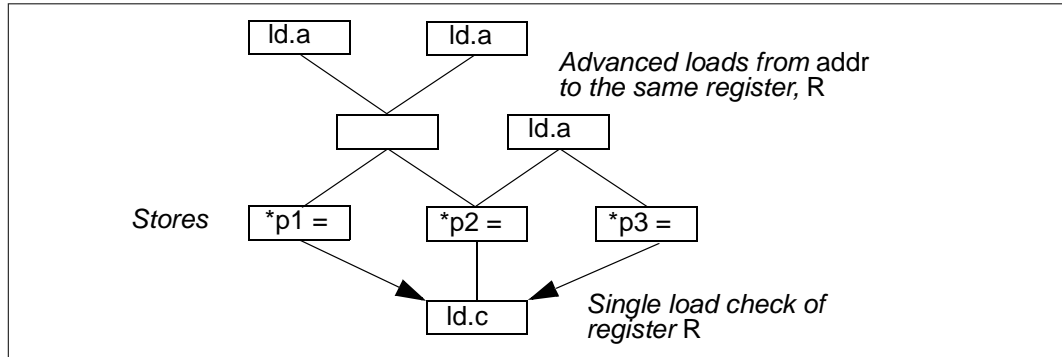 ld.a
ld.a
Advanced loads from addr
to the same register, R
ld.a
Stores
*p1 =
*p2 =
*p3 =
ld.c
Single load check of
register R